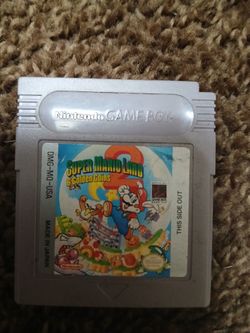 Nintendo GAME BOY
SUPER MARIO LAND
2
6 Golden Coins
DMG-MQ-USA
MADE IN JAPAN
THIS SIDE OUT